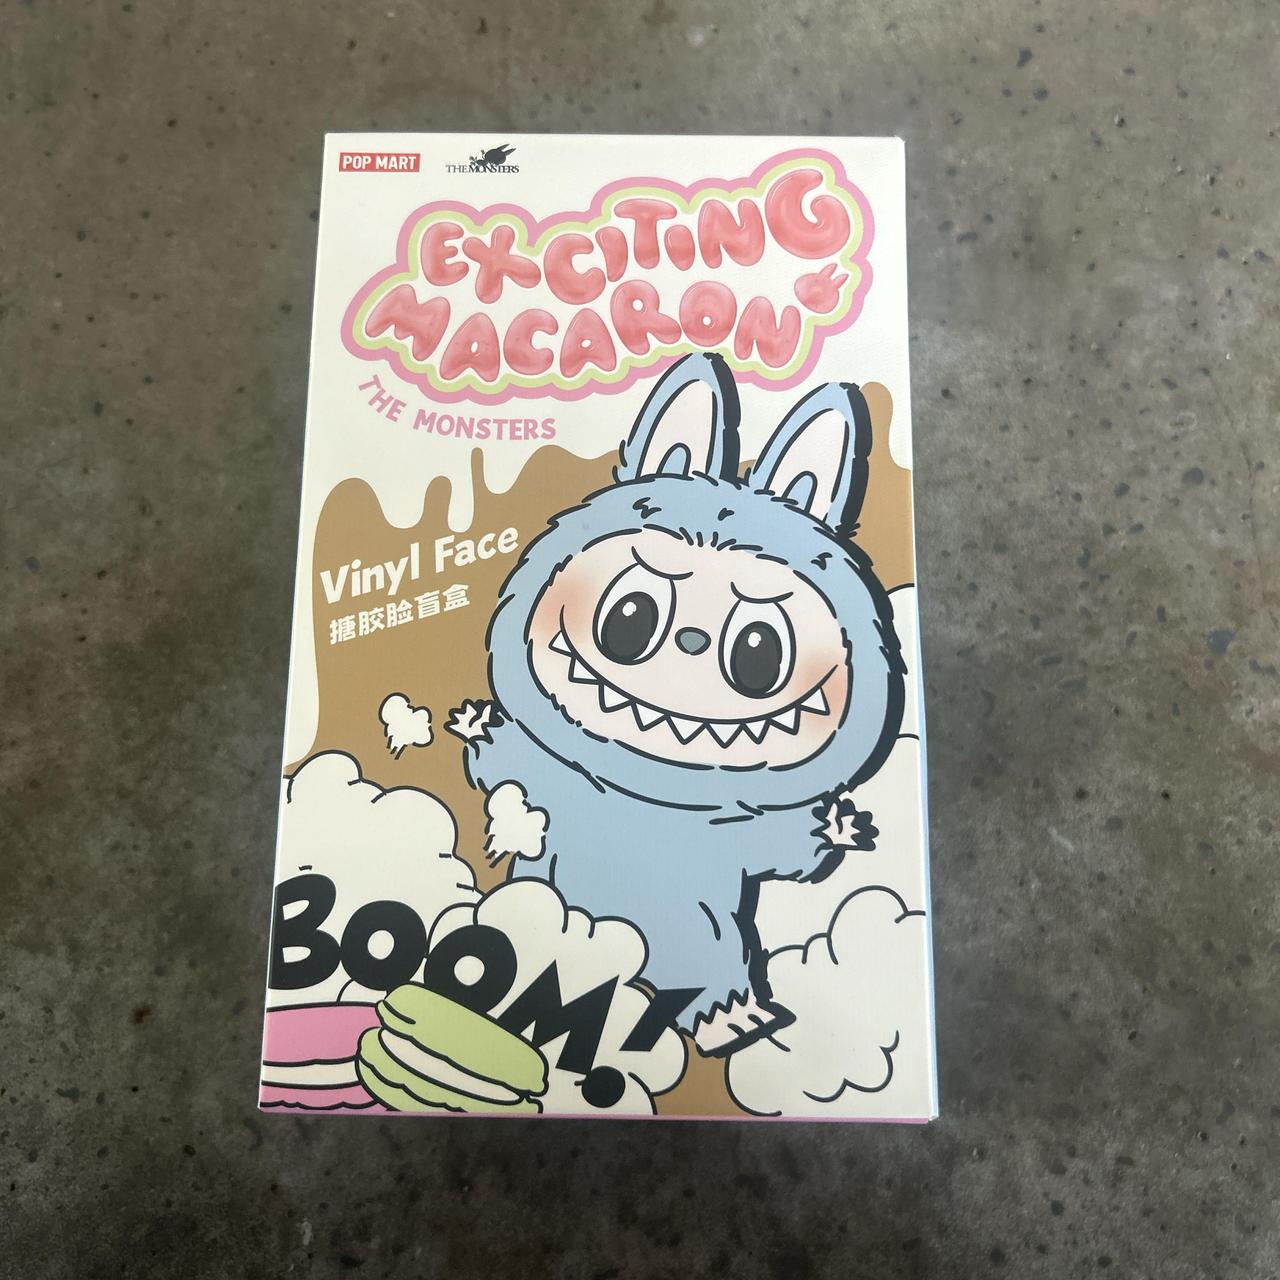 POP MART
THE MONSTERS
EXCITING
MACARON
THE MONSTERS
Vinyl Face
搪胶脸盲盒
BOOM!